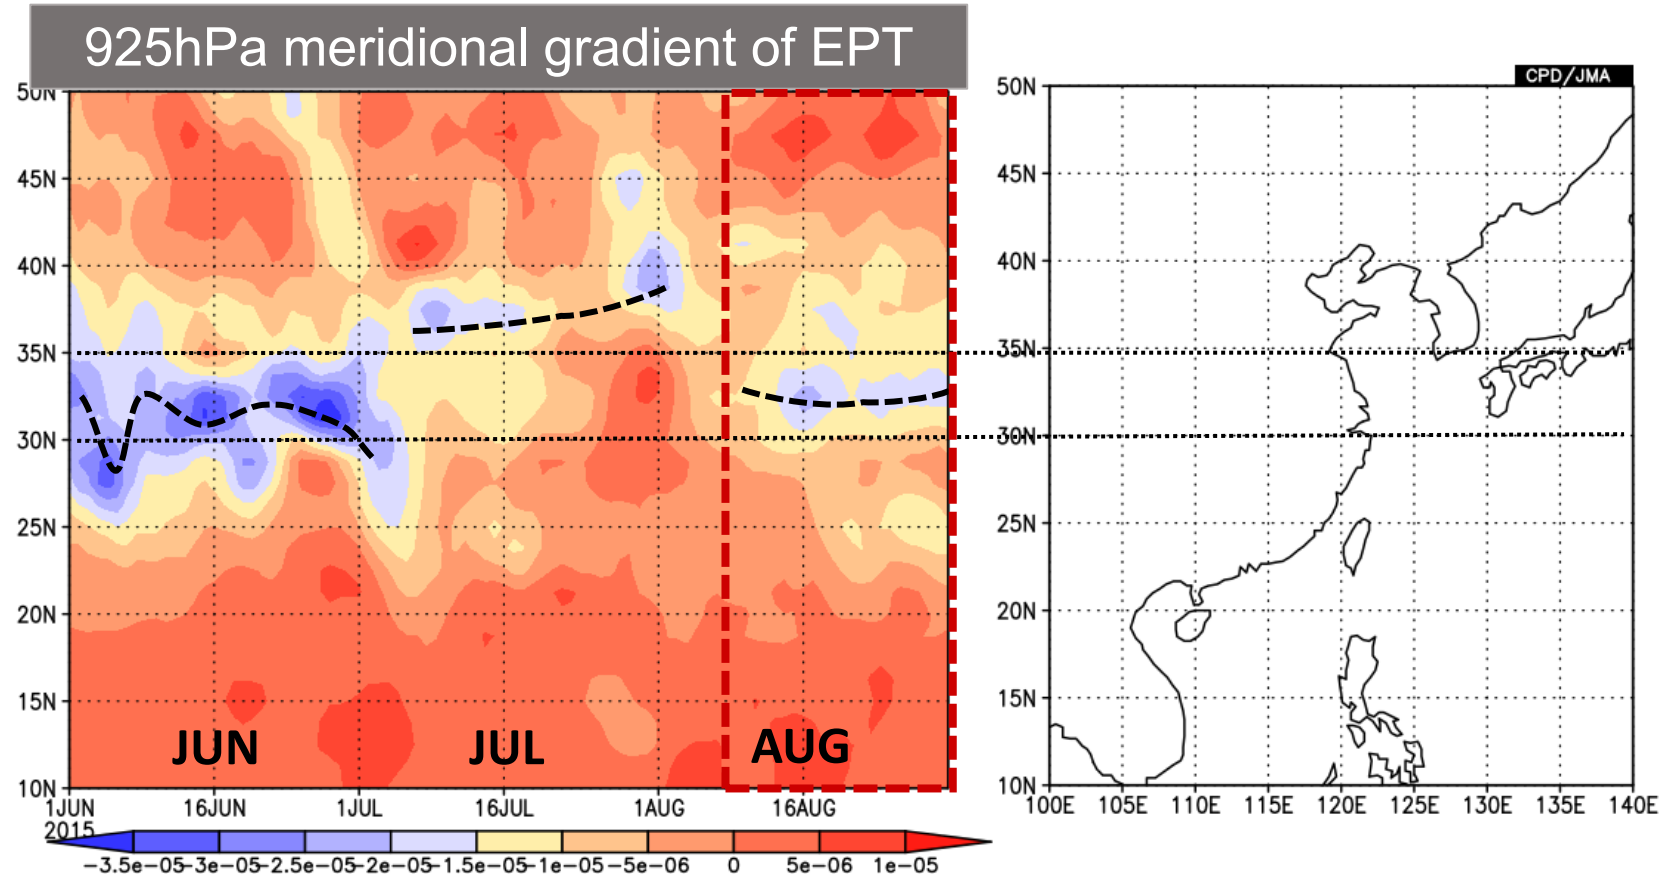 925hPa meridional gradient of EPT
CPD/JMA
50N
45N
40N
35N
30N
25N
20N
15N
10N
JUN
JUL
AUG
1JUN
16JUN
1JUL
16JUL
1AUG
16AUG
2015
-3.5e-05 -3e-05 -2.5e-05 -2e-05 -1.5e-05 -1e-05 -5e-06 0 5e-06 1e-05
50N
45N
40N
35N
30N
25N
20N
15N
10N
100E 105E 110E 115E 120E 125E 130E 135E 140E